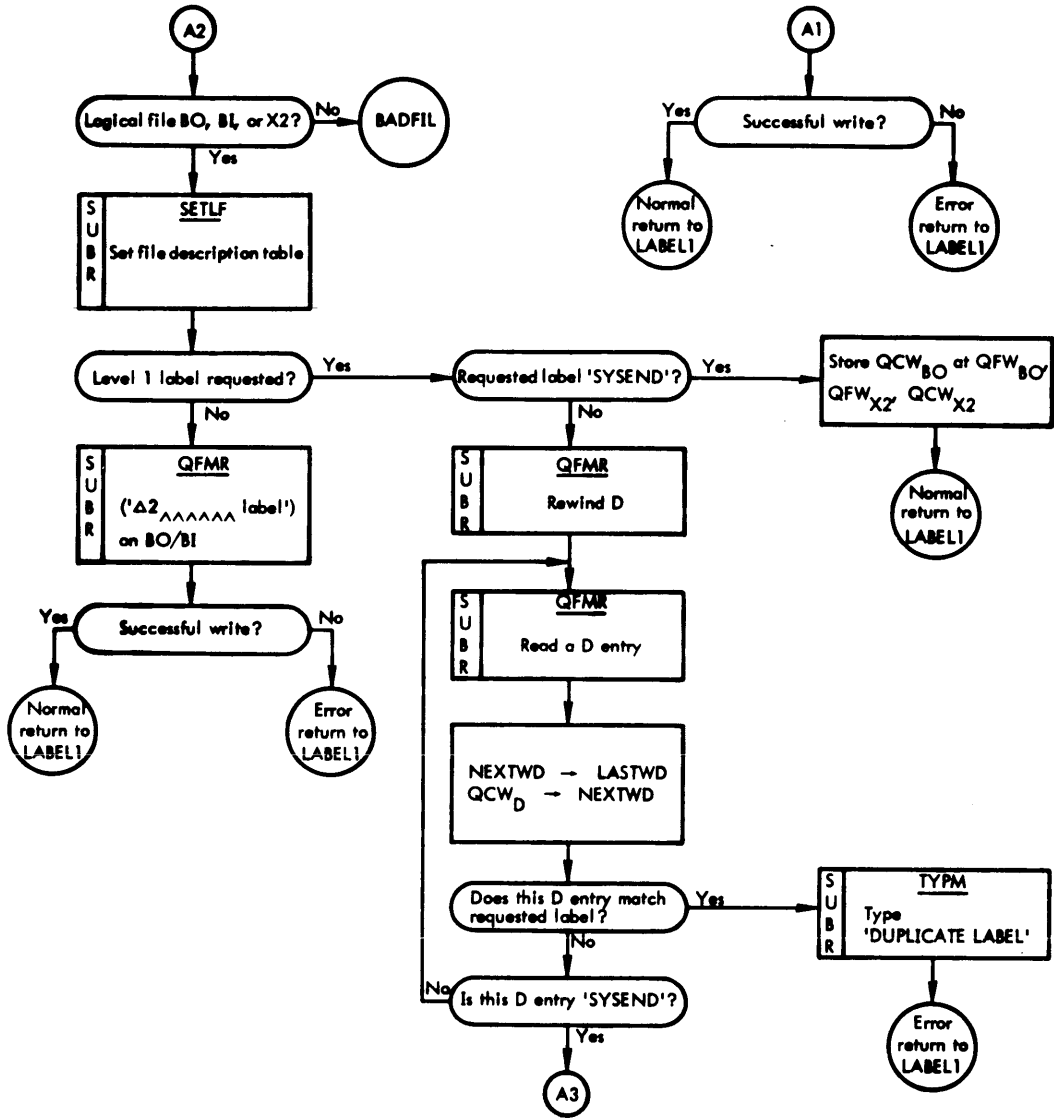 A2
Logical file BO, BI, or X2?
No
BADFIL
Yes
SUBR
SETLF
Set file description table
Level 1 label requested?
Yes
No
SUBR
QFMR
('Δ2^^^^^^ label')
on BO/BI
Successful write?
Yes
No
Normal
return to
LABEL1
Error
return to
LABEL1
A1
Successful write?
Yes
No
Normal
return to
LABEL1
Error
return to
LABEL1
Requested label 'SYSEND'?
Yes
No
Store QCW_BO at QFW_BO,
QFW_X2, QCW_X2
Normal
return to
LABEL1
SUBR
QFMR
Rewind D
SUBR
QFMR
Read a D entry
NEXTWD → LASTWD
QCW_D → NEXTWD
Does this D entry match
requested label?
Yes
No
SUBR
TYPM
Type
'DUPLICATE LABEL'
Error
return to
LABEL1
Is this D entry 'SYSEND'?
No
Yes
A3